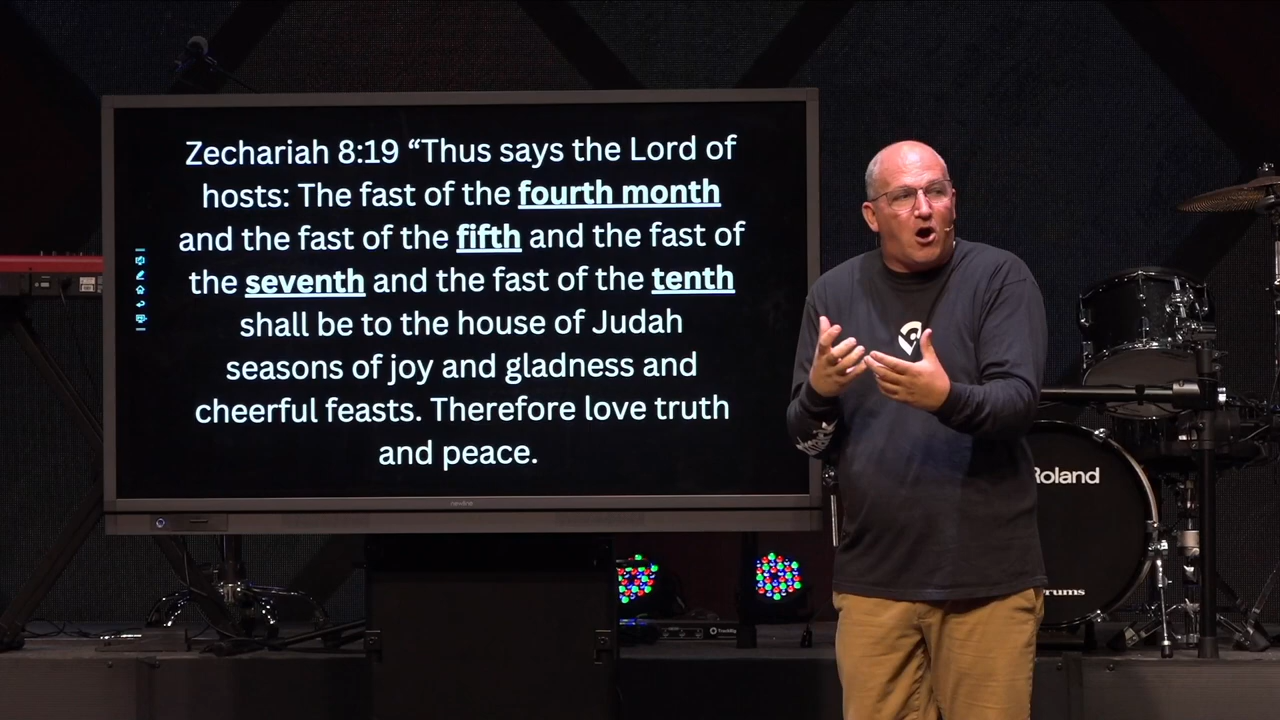 Zechariah 8:19 “Thus says the Lord of
hosts: The fast of the fourth month
and the fast of the fifth and the fast of
the seventh and the fast of the tenth
shall be to the house of Judah
seasons of joy and gladness and
cheerful feasts. Therefore love truth
and peace.
Roland